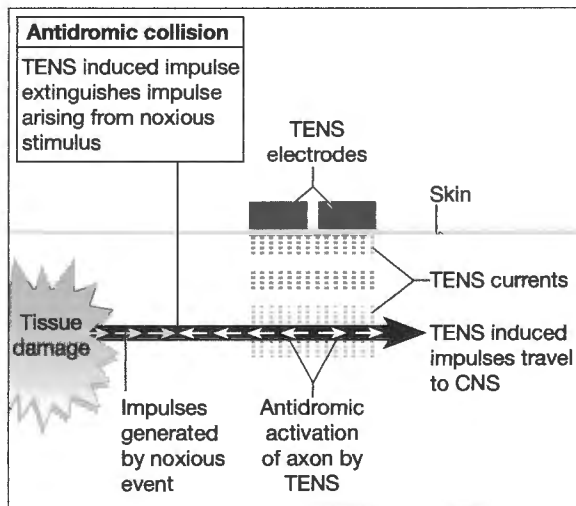 Antidromic collision
TENS induced impulse
extinguishes impulse
arising from noxious
stimulus
TENS
electrodes
Skin
TENS currents
Tissue
damage
TENS induced
impulses travel
to CNS
Impulses
generated
by noxious
event
Antidromic
activation
of axon by
TENS